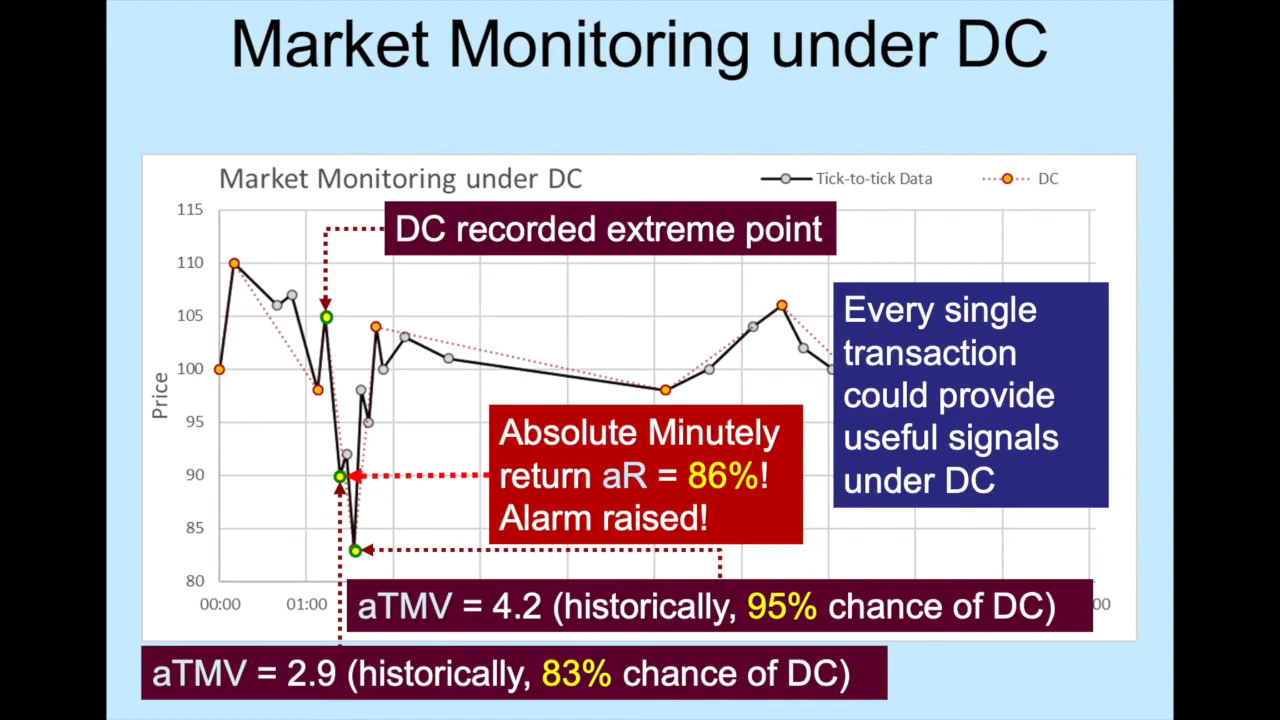 Market Monitoring under DC
Market Monitoring under DC
Tick-to-tick Data
DC
115
110
105
100
95
90
85
80
Price
00:00
01:00
00
DC recorded extreme point
Every single
transaction
could provide
useful signals
under DC
Absolute Minutely
return aR = 86%!
Alarm raised!
aTMV = 4.2 (historically, 95% chance of DC)
aTMV = 2.9 (historically, 83% chance of DC)